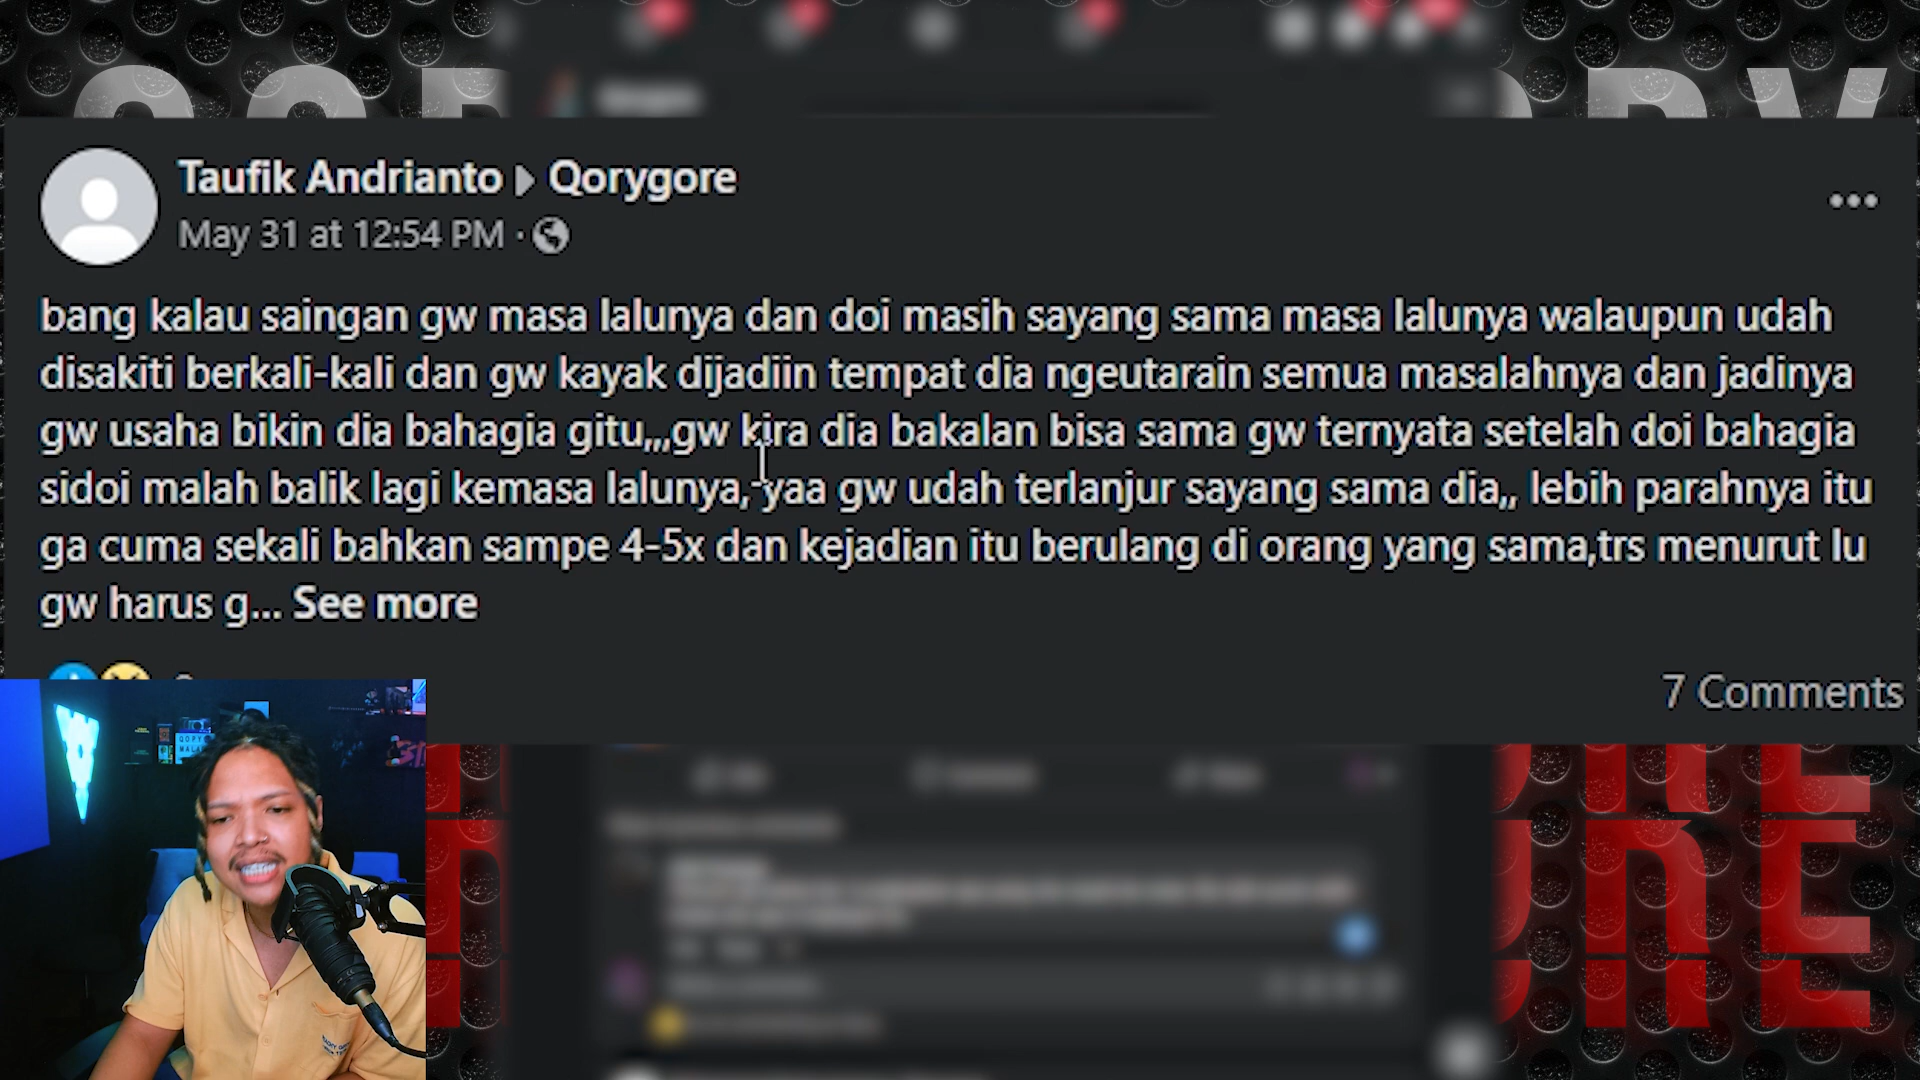 Taufik Andrianto Qorygore
May 31 at 12:54 PM ·
bang kalau saingan gw masa lalunya dan doi masih sayang sama masa lalunya walaupun udah
disakiti berkali-kali dan gw kayak dijadiin tempat dia ngeutarain semua masalahnya dan jadinya
gw usaha bikin dia bahagia gitu,,,gw kira dia bakalan bisa sama gw ternyata setelah doi bahagia
sidoi malah balik lagi kemasa lalunya,-yaa gw udah terlanjur sayang sama dia,, lebih parahnya itu
ga cuma sekali bahkan sampe 4-5x dan kejadian itu berulang di orang yang sama,trs menurut lu
gw harus g... See more
7 Comments